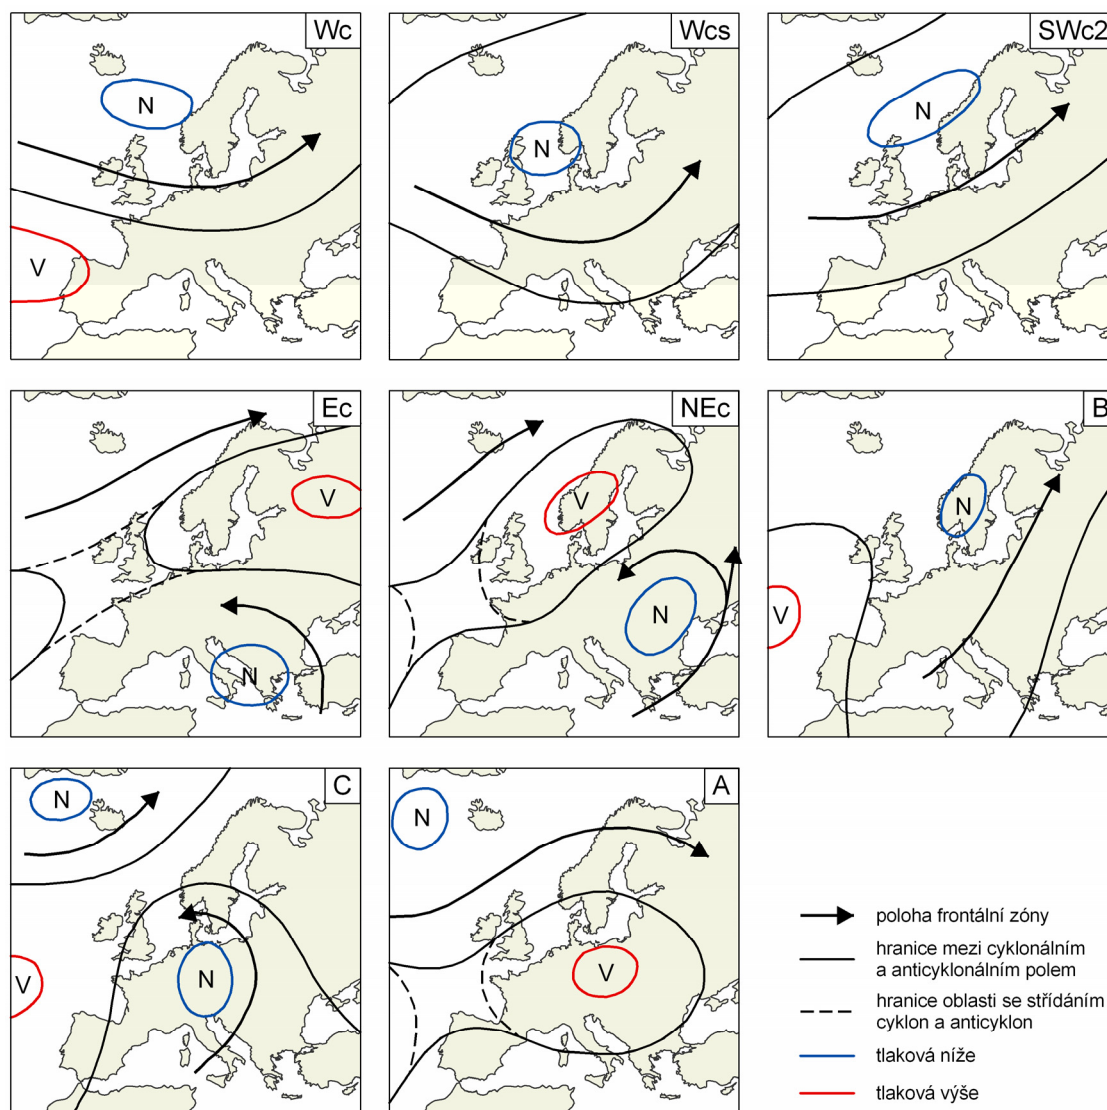 Wc
N
V
Wcs
N
SWc2
N
Ec
V
N
NEc
V
N
B
N
V
C
N
V
N
A
N
V
poloha frontální zóny
hranice mezi cyklonálním
a anticyklonálním polem
hranice oblasti se střídáním
cyklon a anticyklon
tlaková níže
tlaková výše